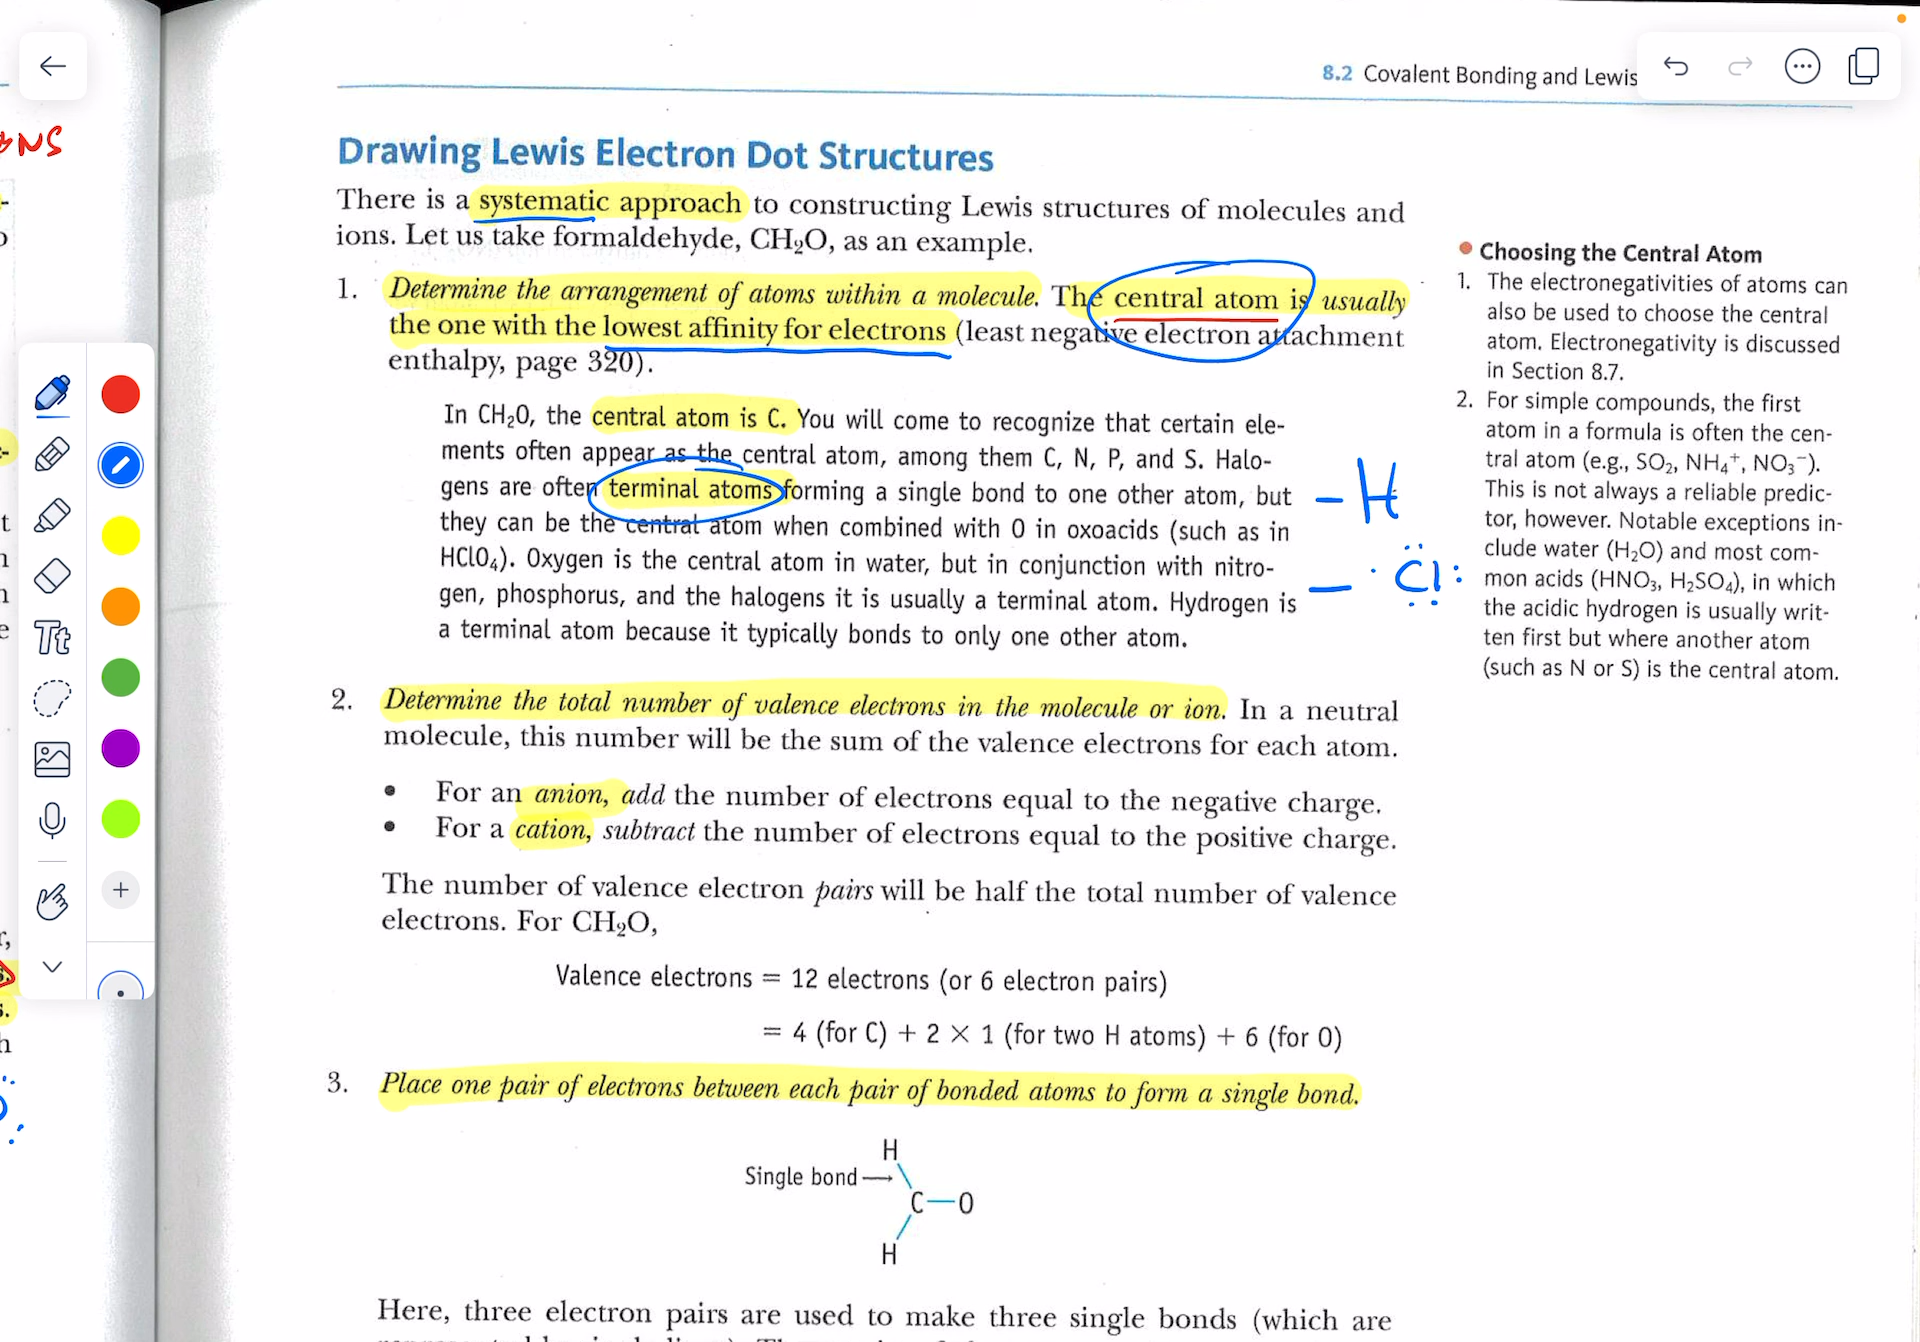 8.2 Covalent Bonding and Lewis
NS
Drawing Lewis Electron Dot Structures
There is a systematic approach to constructing Lewis structures of molecules and
ions. Let us take formaldehyde, CH₂O, as an example.
1. Determine the arrangement of atoms within a molecule. The central atom is usually
the one with the lowest affinity for electrons (least negative electron attachment
enthalpy, page 320).
In CH₂O, the central atom is C. You will come to recognize that certain ele-
ments often appear as the central atom, among them C, N, P, and S. Halo-
gens are often terminal atoms forming a single bond to one other atom, but
they can be the central atom when combined with O in oxoacids (such as in
HClO₄). Oxygen is the central atom in water, but in conjunction with nitro-
gen, phosphorus, and the halogens it is usually a terminal atom. Hydrogen is
a terminal atom because it typically bonds to only one other atom.
– H
– Cl
• Choosing the Central Atom
1. The electronegativities of atoms can
also be used to choose the central
atom. Electronegativity is discussed
in Section 8.7.
2. For simple compounds, the first
atom in a formula is often the cen-
tral atom (e.g., SO₂, NH₄⁺, NO₃⁻).
This is not always a reliable predic-
tor, however. Notable exceptions in-
clude water (H₂O) and most com-
mon acids (HNO₃, H₂SO₄), in which
the acidic hydrogen is usually writ-
ten first but where another atom
(such as N or S) is the central atom.
2. Determine the total number of valence electrons in the molecule or ion. In a neutral
molecule, this number will be the sum of the valence electrons for each atom.
• For an anion, add the number of electrons equal to the negative charge.
• For a cation, subtract the number of electrons equal to the positive charge.
The number of valence electron pairs will be half the total number of valence
electrons. For CH₂O,
Valence electrons = 12 electrons (or 6 electron pairs)
= 4 (for C) + 2 × 1 (for two H atoms) + 6 (for O)
3. Place one pair of electrons between each pair of bonded atoms to form a single bond.
H
Single bond
C—O
H
Here, three electron pairs are used to make three single bonds (which are
Tt